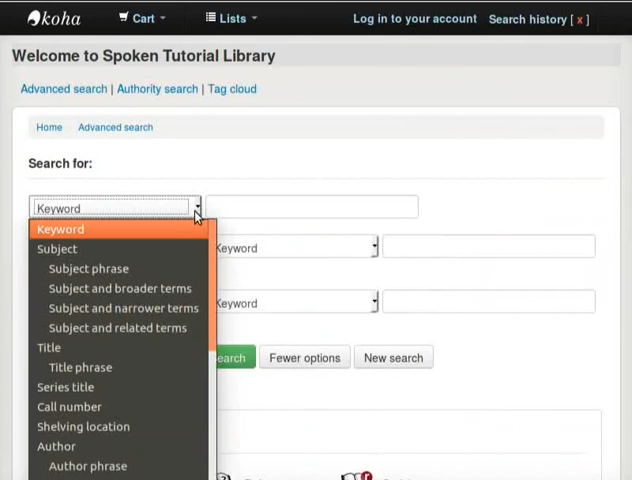 koha Cart Lists Log in to your account Search history [ x ]
Welcome to Spoken Tutorial Library
Advanced search | Authority search | Tag cloud
Home Advanced search
Search for:
Keyword
Keyword
Subject
Keyword
Subject phrase
Subject and broader terms
Subject and narrower terms
Keyword
Subject and related terms
Title
earch Fewer options New search
Title phrase
Series title
Call number
Shelving location
Author
Author phrase